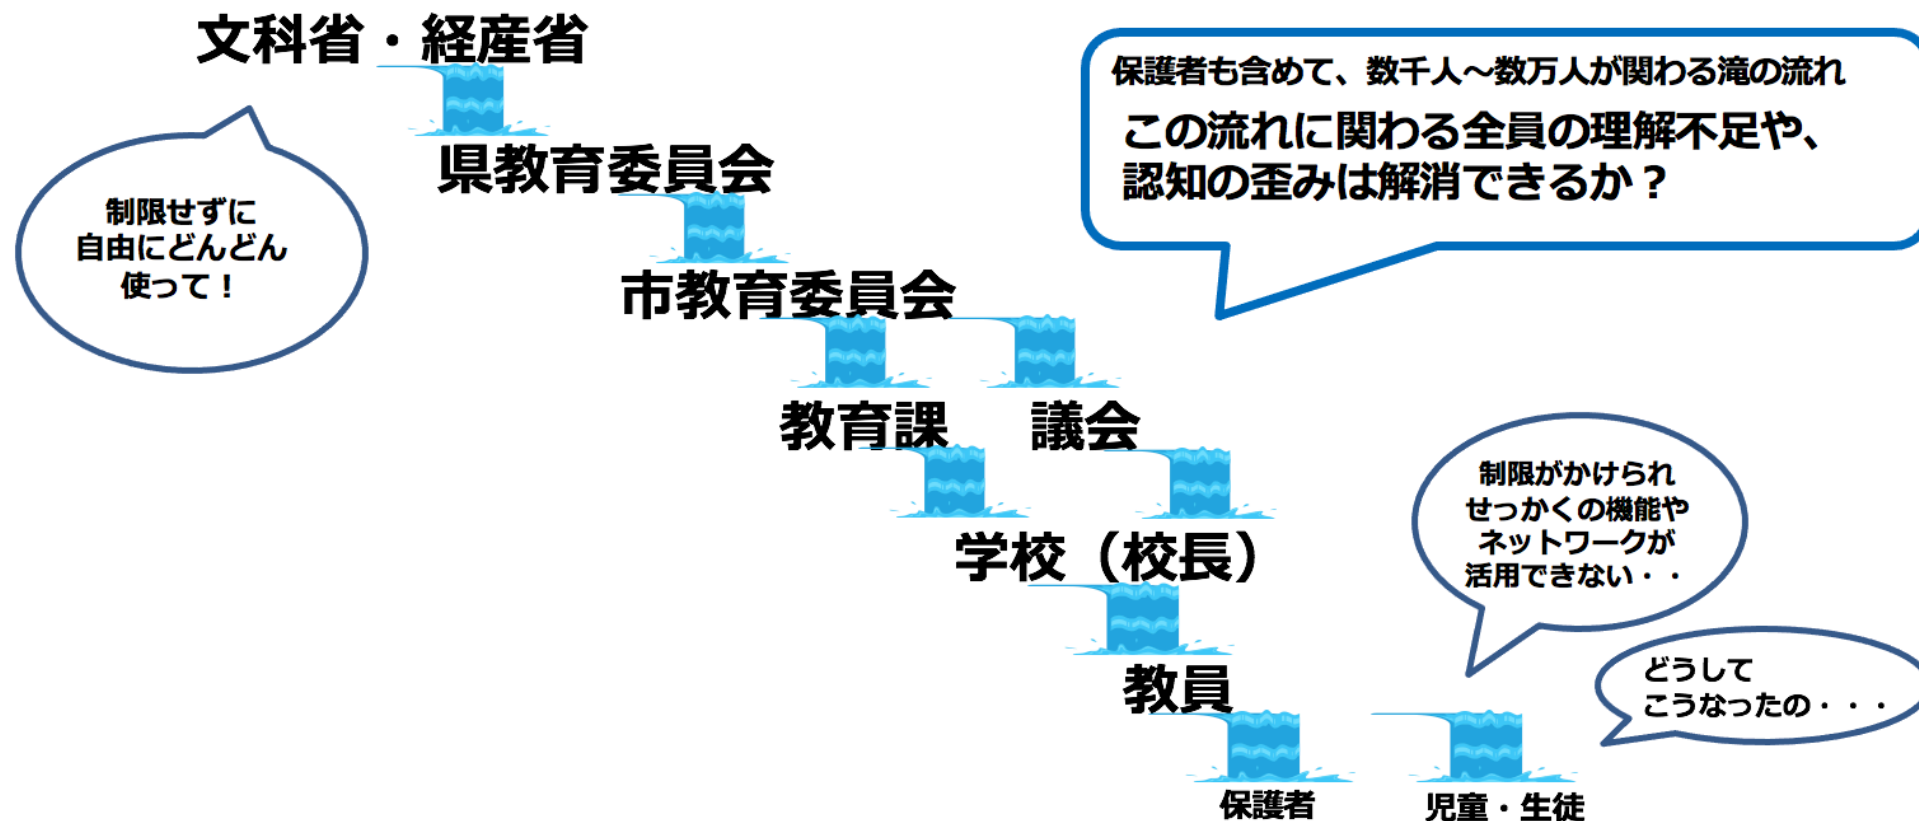 文科省・経産省
保護者も含めて、数千人～数万人が関わる滝の流れ
この流れに関わる全員の理解不足や、
認知の歪みは解消できるか？
県教育委員会
制限せずに
自由にどんどん
使って！
市教育委員会
教育課
議会
制限がかけられ
せっかくの機能や
ネットワークが
活用できない・・
学校（校長）
教員
どうして
こうなったの・・・
保護者
児童・生徒